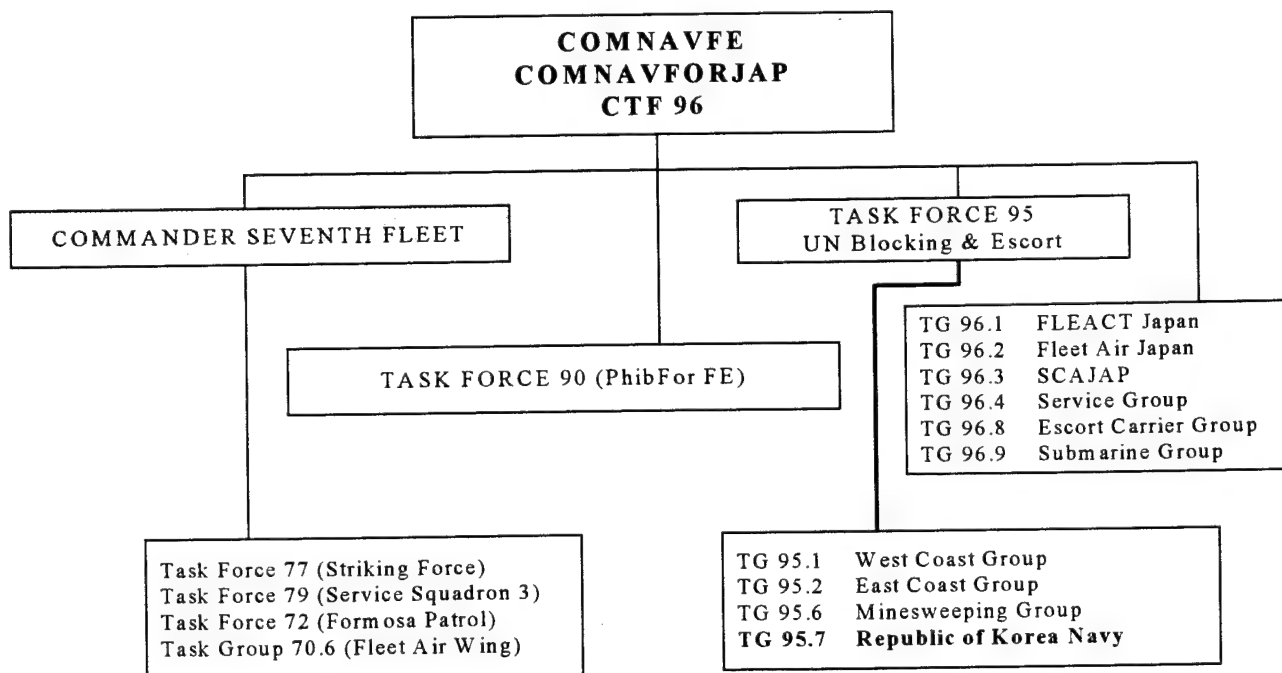 COMNAVFE
COMNAVFORJAP
CTF 96
COMMANDER SEVENTH FLEET
TASK FORCE 95
UN Blocking & Escort
TASK FORCE 90 (PhibFor FE)
TG 96.1 FLEACT Japan
TG 96.2 Fleet Air Japan
TG 96.3 SCAJAP
TG 96.4 Service Group
TG 96.8 Escort Carrier Group
TG 96.9 Submarine Group
Task Force 77 (Striking Force)
Task Force 79 (Service Squadron 3)
Task Force 72 (Formosa Patrol)
Task Group 70.6 (Fleet Air Wing)
TG 95.1 West Coast Group
TG 95.2 East Coast Group
TG 95.6 Minesweeping Group
TG 95.7 Republic of Korea Navy